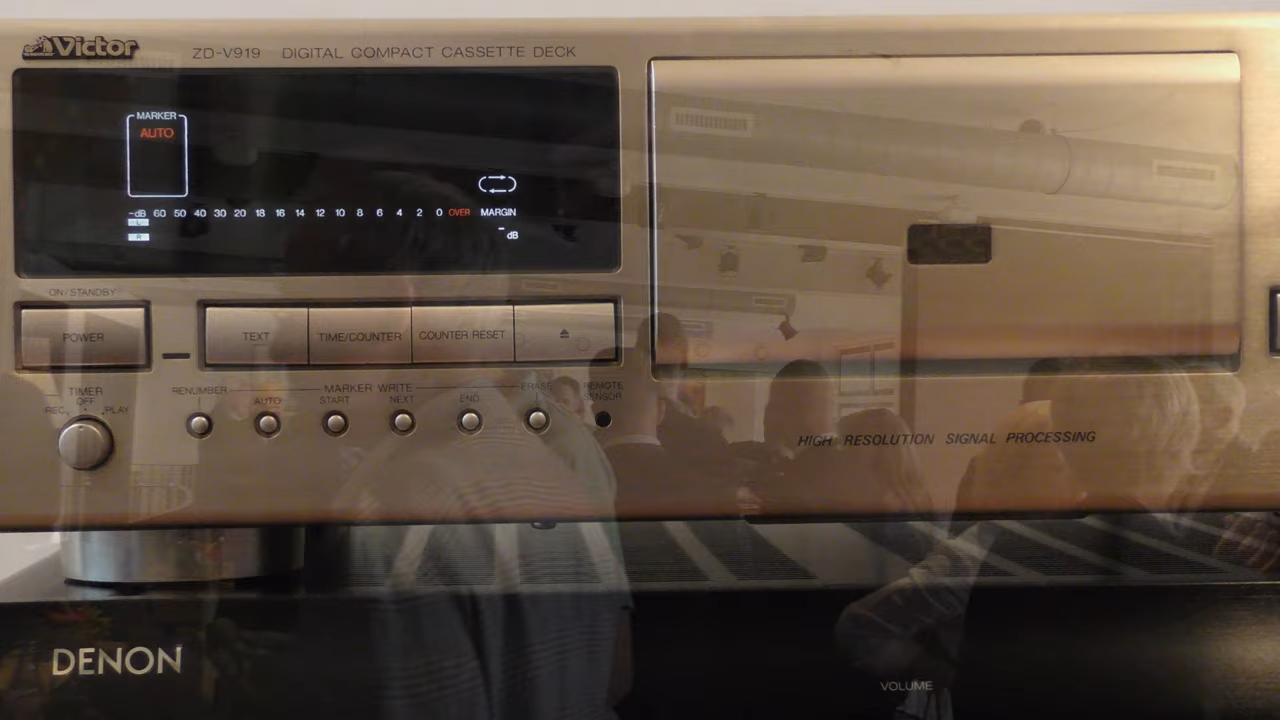 Victor
ZD-V919 DIGITAL COMPACT CASSETTE DECK
MARKER
AUTO
-dB 60 50 40 30 20 18 16 14 12 10 8 6 4 2 0 OVER MARGIN
L
R
- dB
ON/STANDBY
POWER
TEXT
TIME/COUNTER
COUNTER RESET
TIMER
OFF
REC
PLAY
RENUMBER
MARKER WRITE
AUTO
START
NEXT
END
ERASE
REMOTE
SENSOR
HIGH RESOLUTION SIGNAL PROCESSING
DENON
VOLUME